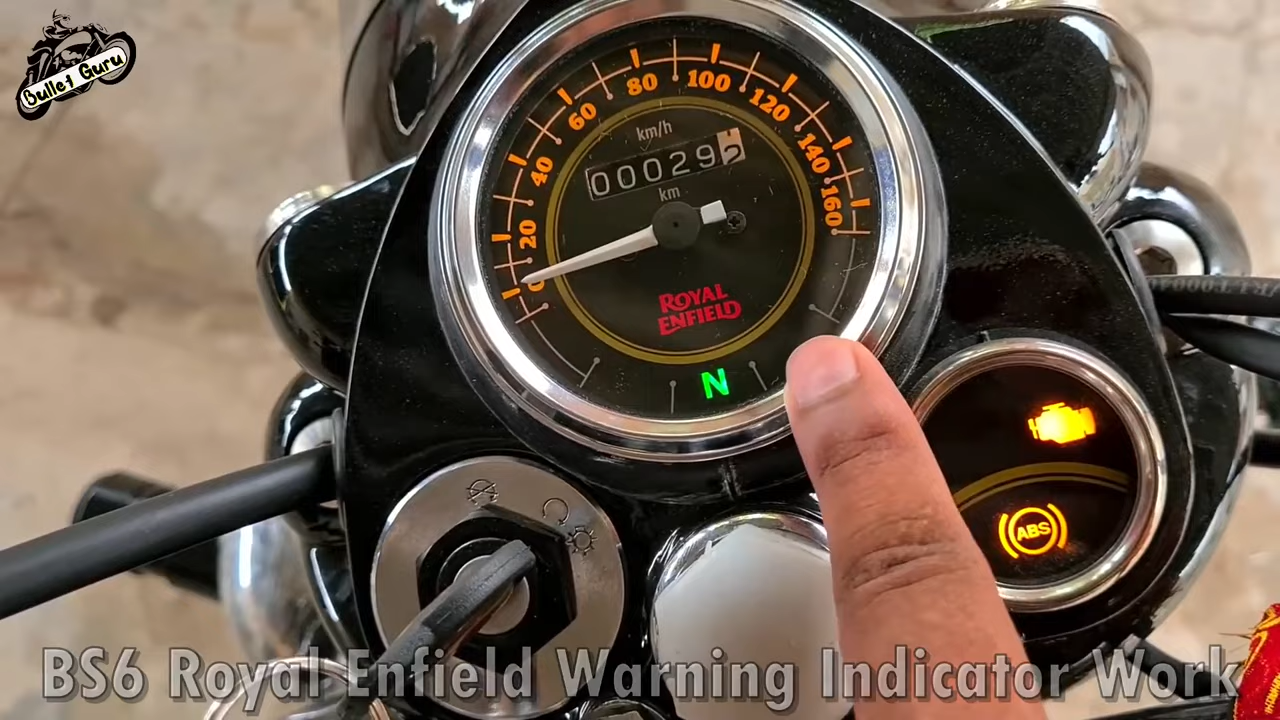 Bullet Guru
80 100
60 120
km/h
40 140
000292
km
20 160
0
ROYAL
ENFIELD
N
ABS
BS6 Royal Enfield Warning Indicator Work